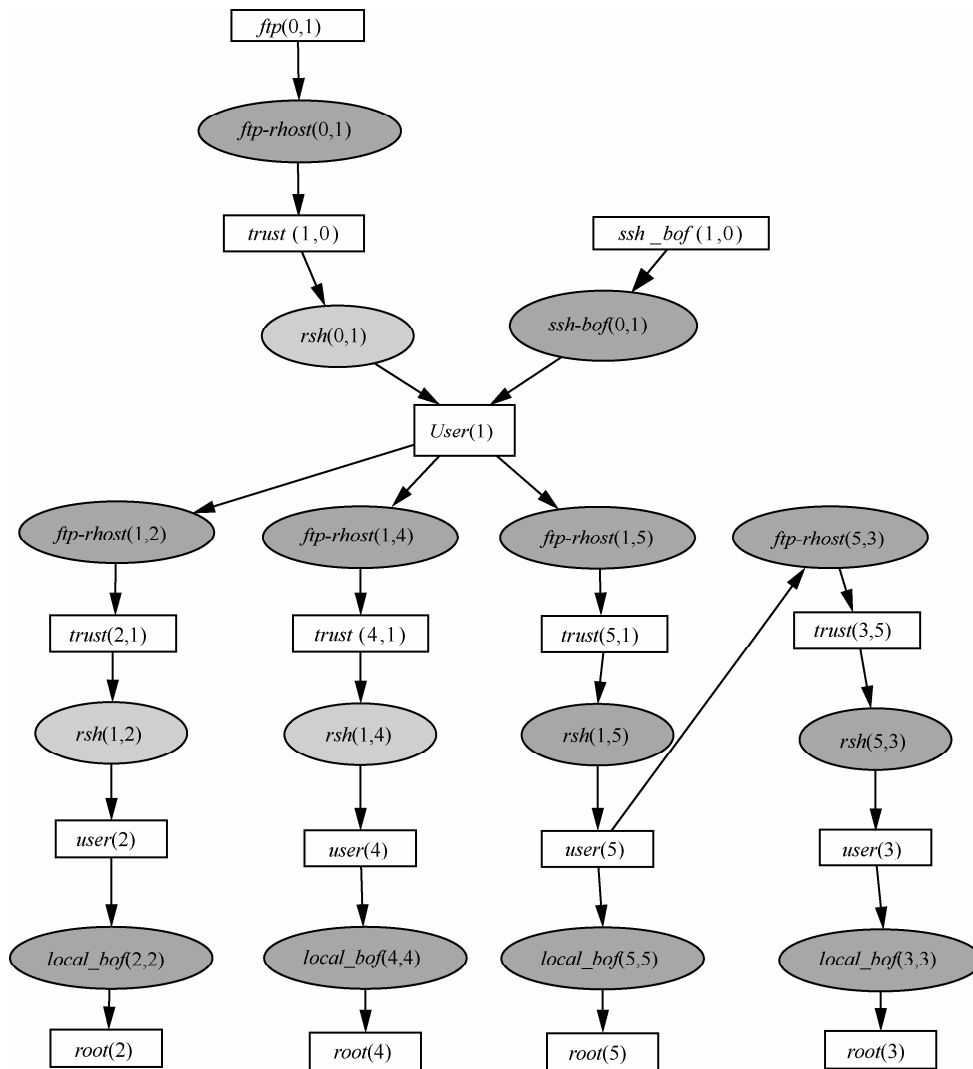 ftp(0,1)
ftp-rhost(0,1)
trust (1,0)
ssh _bof (1,0)
rsh(0,1)
ssh-bof(0,1)
User(1)
ftp-rhost(1,2)
ftp-rhost(1,4)
ftp-rhost(1,5)
ftp-rhost(5,3)
trust(2,1)
trust (4,1)
trust(5,1)
trust(3,5)
rsh(1,2)
rsh(1,4)
rsh(1,5)
rsh(5,3)
user(2)
user(4)
user(5)
user(3)
local_bof(2,2)
local_bof(4,4)
local_bof(5,5)
local_bof(3,3)
root(2)
root(4)
root(5)
root(3)